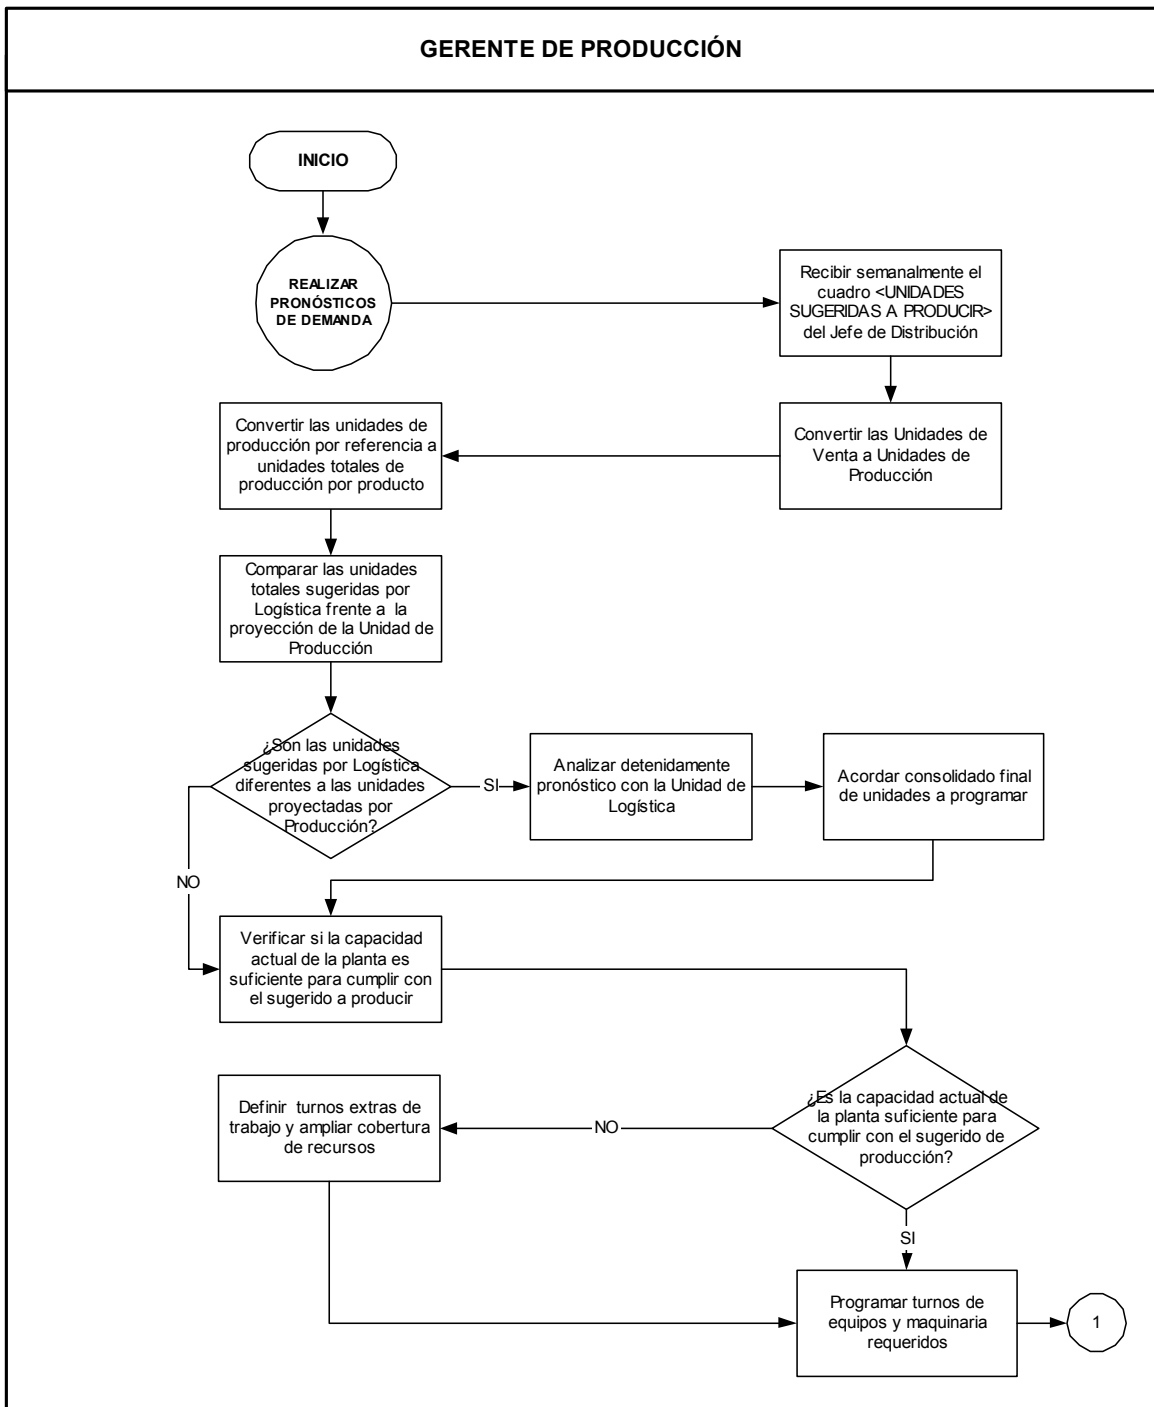 GERENTE DE PRODUCCIÓN
INICIO
REALIZAR
PRONÓSTICOS
DE DEMANDA
Recibir semanalmente el
cuadro <UNIDADES
SUGERIDAS A PRODUCIR>
del Jefe de Distribución
Convertir las Unidades de
Venta a Unidades de
Producción
Convertir las unidades de
producción por referencia a
unidades totales de
producción por producto
Comparar las unidades
totales sugeridas por
Logística frente a la
proyección de la Unidad de
Producción
¿Son las unidades
sugeridas por Logística
diferentes a las unidades
proyectadas por
Producción?
SI
Analizar detenidamente
pronóstico con la Unidad de
Logística
Acordar consolidado final
de unidades a programar
NO
Verificar si la capacidad
actual de la planta es
suficiente para cumplir con
el sugerido a producir
¿Es la capacidad actual de
la planta suficiente para
cumplir con el sugerido de
producción?
NO
Definir turnos extras de
trabajo y ampliar cobertura
de recursos
SI
Programar turnos de
equipos y maquinaria
requeridos
1